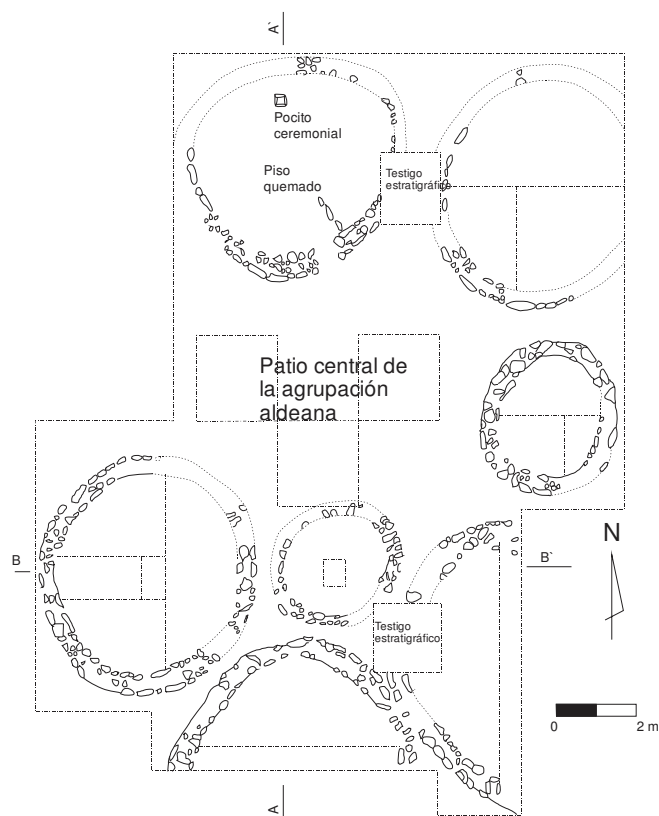 A`
Pocito
ceremonial
Piso
quemado
Testigo
estratigráfico
Patio central de
la agrupación
aldeana
B
B`
N
Testigo
estratigráfico
0
2 m
A